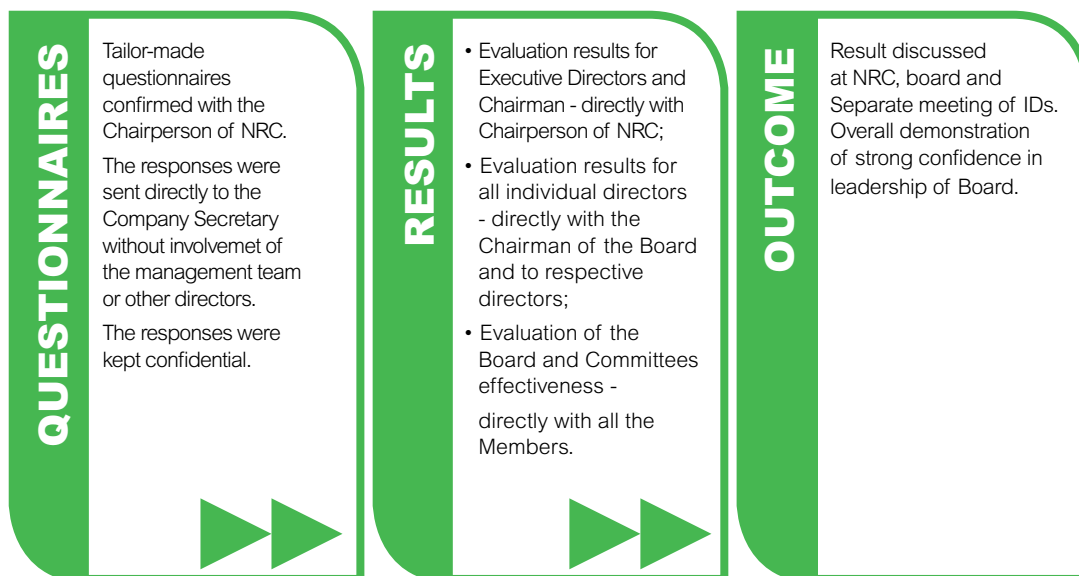 QUESTIONNAIRES
Tailor-made
questionnaires
confirmed with the
Chairperson of NRC.
The responses were
sent directly to the
Company Secretary
without involvemet of
the management team
or other directors.
The responses were
kept confidential.
RESULTS
• Evaluation results for
Executive Directors and
Chairman - directly with
Chairperson of NRC;
• Evaluation results for
all individual directors
- directly with the
Chairman of the Board
and to respective
directors;
• Evaluation of the
Board and Committees
effectiveness -
directly with all the
Members.
OUTCOME
Result discussed
at NRC, board and
Separate meeting of IDs.
Overall demonstration
of strong confidence in
leadership of Board.